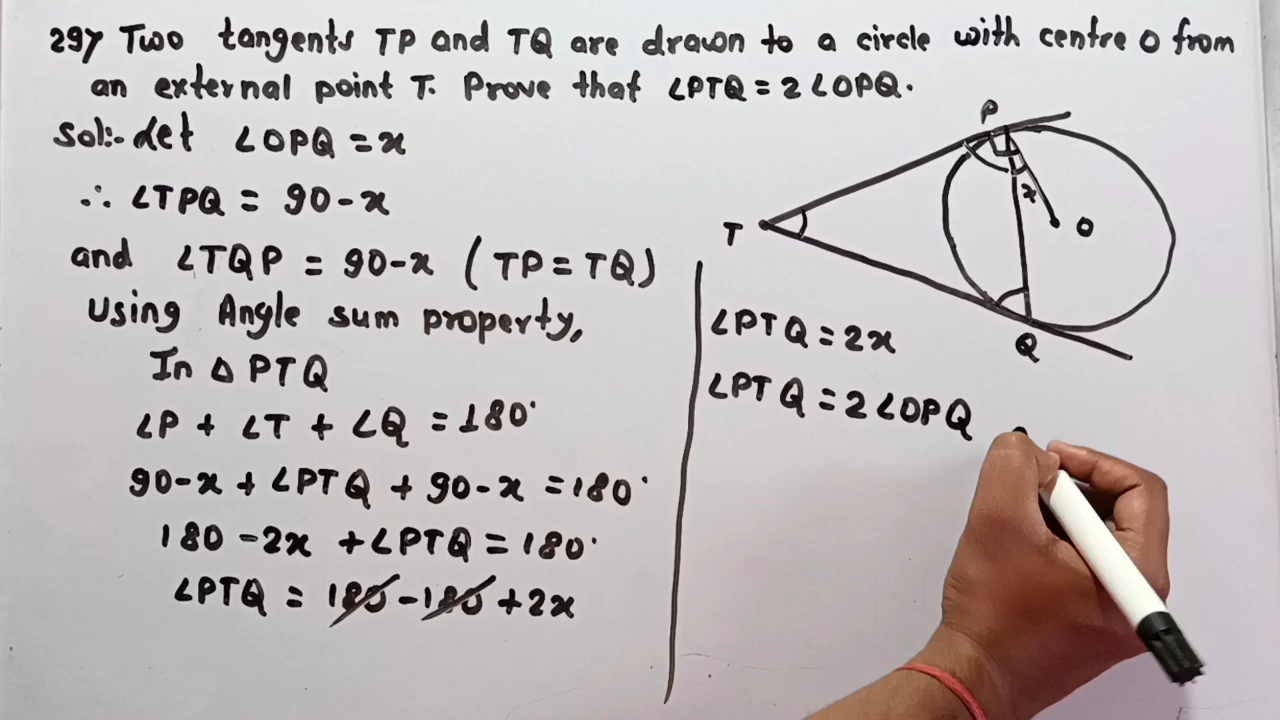 29y Two tangents TP and TQ are drawn to a circle with centre O from
an external point T. Prove that ∠PTQ = 2∠OPQ.
Sol:- Let ∠OPQ = x
∴ ∠TPQ = 90-x
and ∠TQP = 90-x (TP = TQ)
Using Angle sum property,
In △ PTQ
∠P + ∠T + ∠Q = 180°
90-x + ∠PTQ + 90-x = 180°
180-2x + ∠PTQ = 180°
∠PTQ = 180-180+2x
P
x
O
T
Q
∠PTQ = 2x
∠PTQ = 2∠OPQ